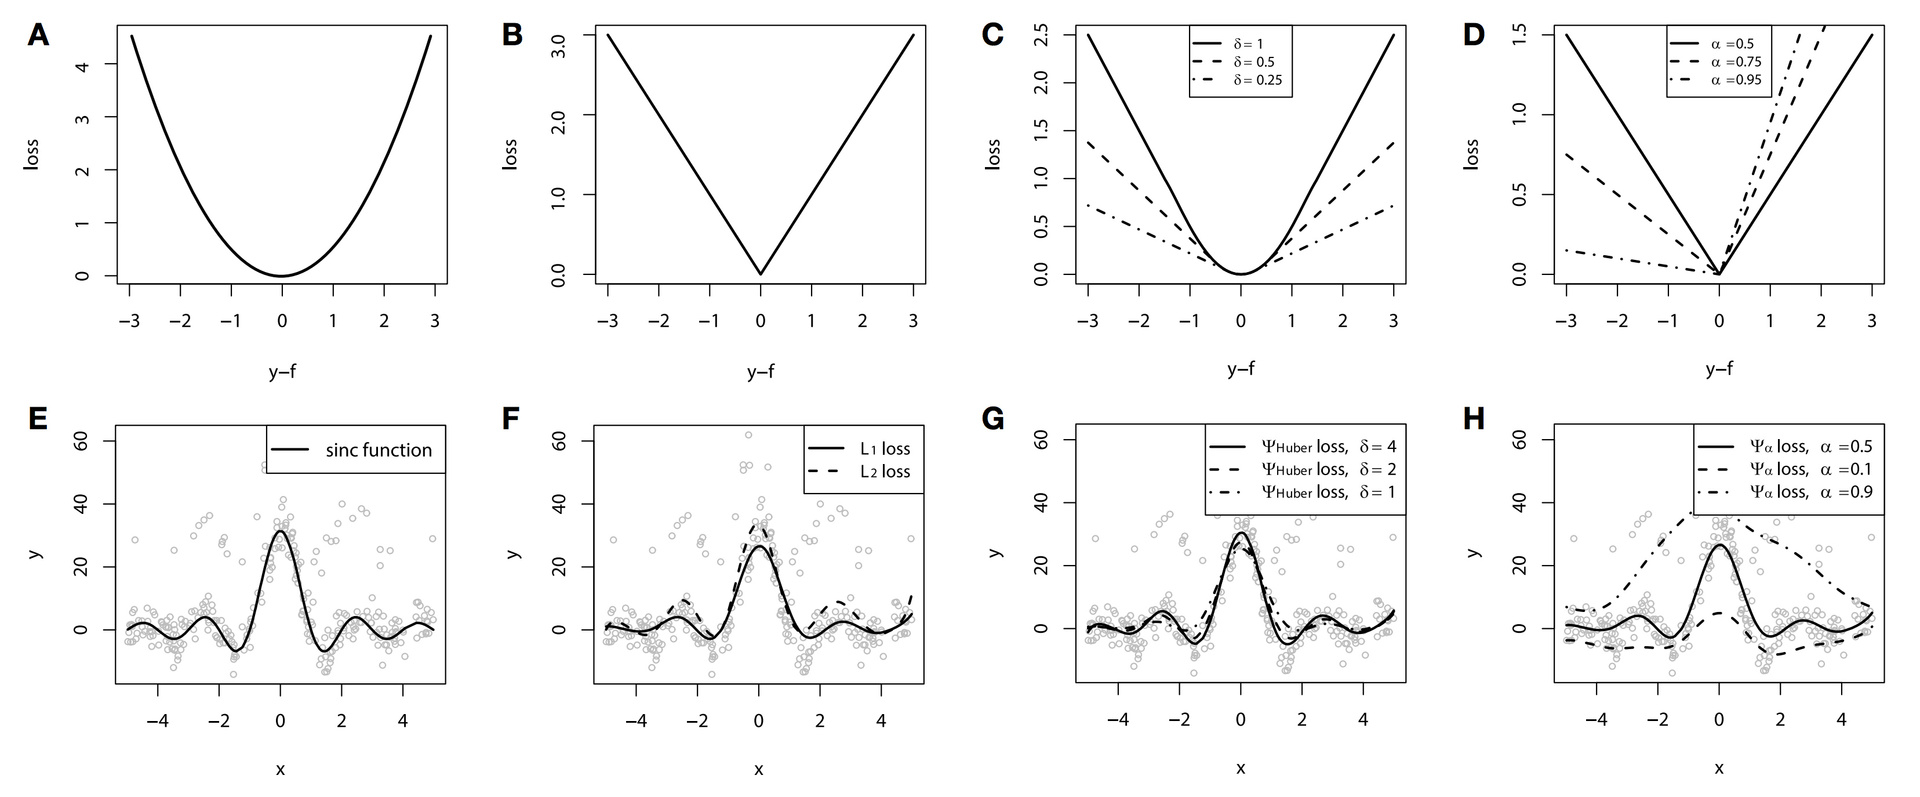 A
loss
4
3
2
1
0
−3 −2 −1 0 1 2 3
y−f
B
loss
3.0
2.0
1.0
0.0
−3 −2 −1 0 1 2 3
y−f
C
loss
2.5
2.0
1.5
1.0
0.5
0.0
δ = 1
δ = 0.5
δ = 0.25
−3 −2 −1 0 1 2 3
y−f
D
loss
1.5
1.0
0.5
0.0
α =0.5
α =0.75
α =0.95
−3 −2 −1 0 1 2 3
y−f
E
y
60
40
20
0
sinc function
−4 −2 0 2 4
x
F
y
60
40
20
0
L1 loss
L2 loss
−4 −2 0 2 4
x
G
y
60
40
20
0
ΨHuber loss, δ = 4
ΨHuber loss, δ = 2
ΨHuber loss, δ = 1
−4 −2 0 2 4
x
H
y
60
40
20
0
Ψα loss, α =0.5
Ψα loss, α =0.1
Ψα loss, α =0.9
−4 −2 0 2 4
x